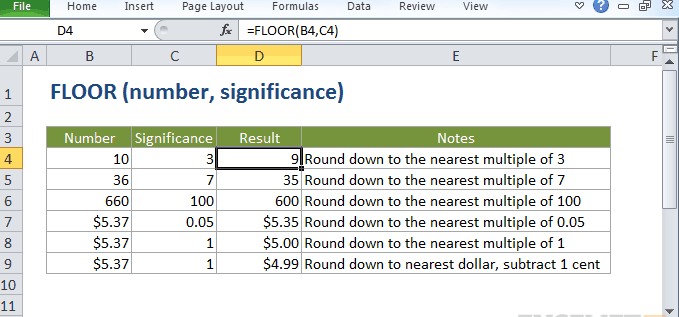 File Home Insert Page Layout Formulas Data Review View
D4 fx =FLOOR(B4,C4)
A B C D E F
1 FLOOR (number, significance)
2
3 Number Significance Result Notes
4 10 3 9 Round down to the nearest multiple of 3
5 36 7 35 Round down to the nearest multiple of 7
6 660 100 600 Round down to the nearest multiple of 100
7 $5.37 0.05 $5.35 Round down to the nearest multiple of 0.05
8 $5.37 1 $5.00 Round down to the nearest multiple of 1
9 $5.37 1 $4.99 Round down to nearest dollar, subtract 1 cent
10
11